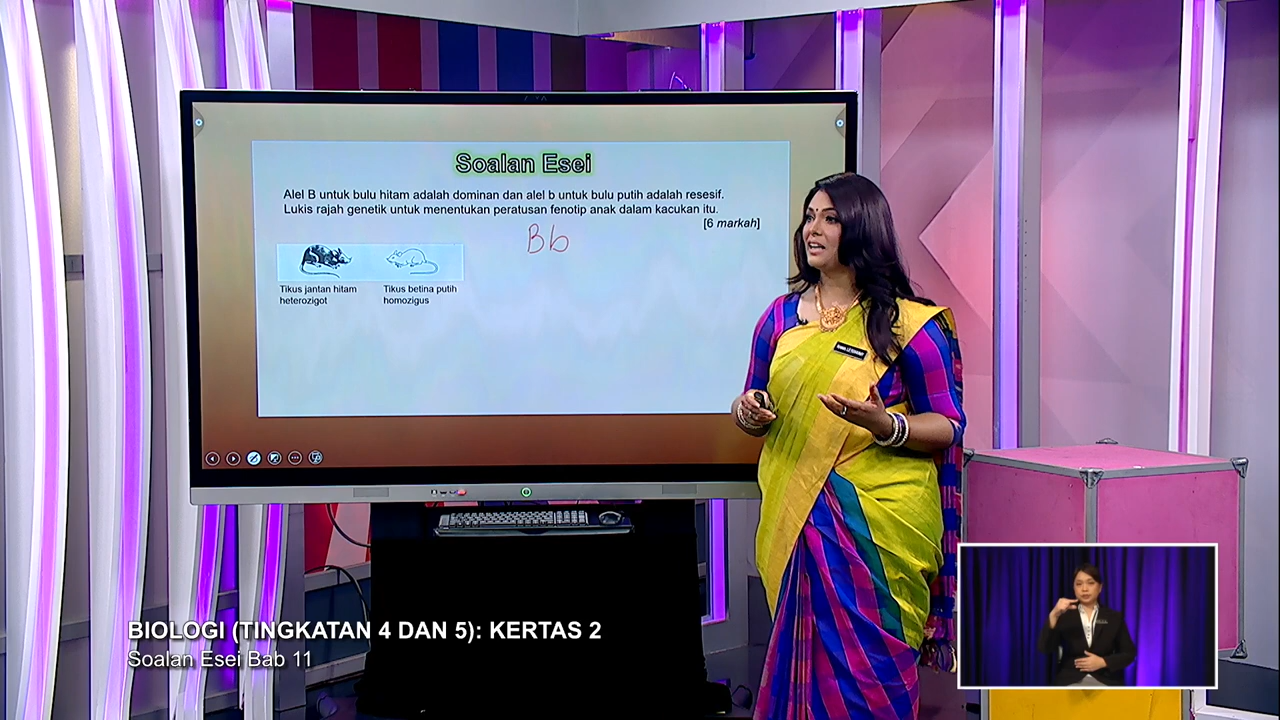 Soalan Esei
Alel B untuk bulu hitam adalah dominan dan alel b untuk bulu putih adalah resesif.
Lukis rajah genetik untuk menentukan peratusan fenotip anak dalam kacukan itu.
[6 markah]
Bb
Tikus jantan hitam
heterozigot
Tikus betina putih
homozigus
BIOLOGI (TINGKATAN 4 DAN 5): KERTAS 2
Soalan Esei Bab 11